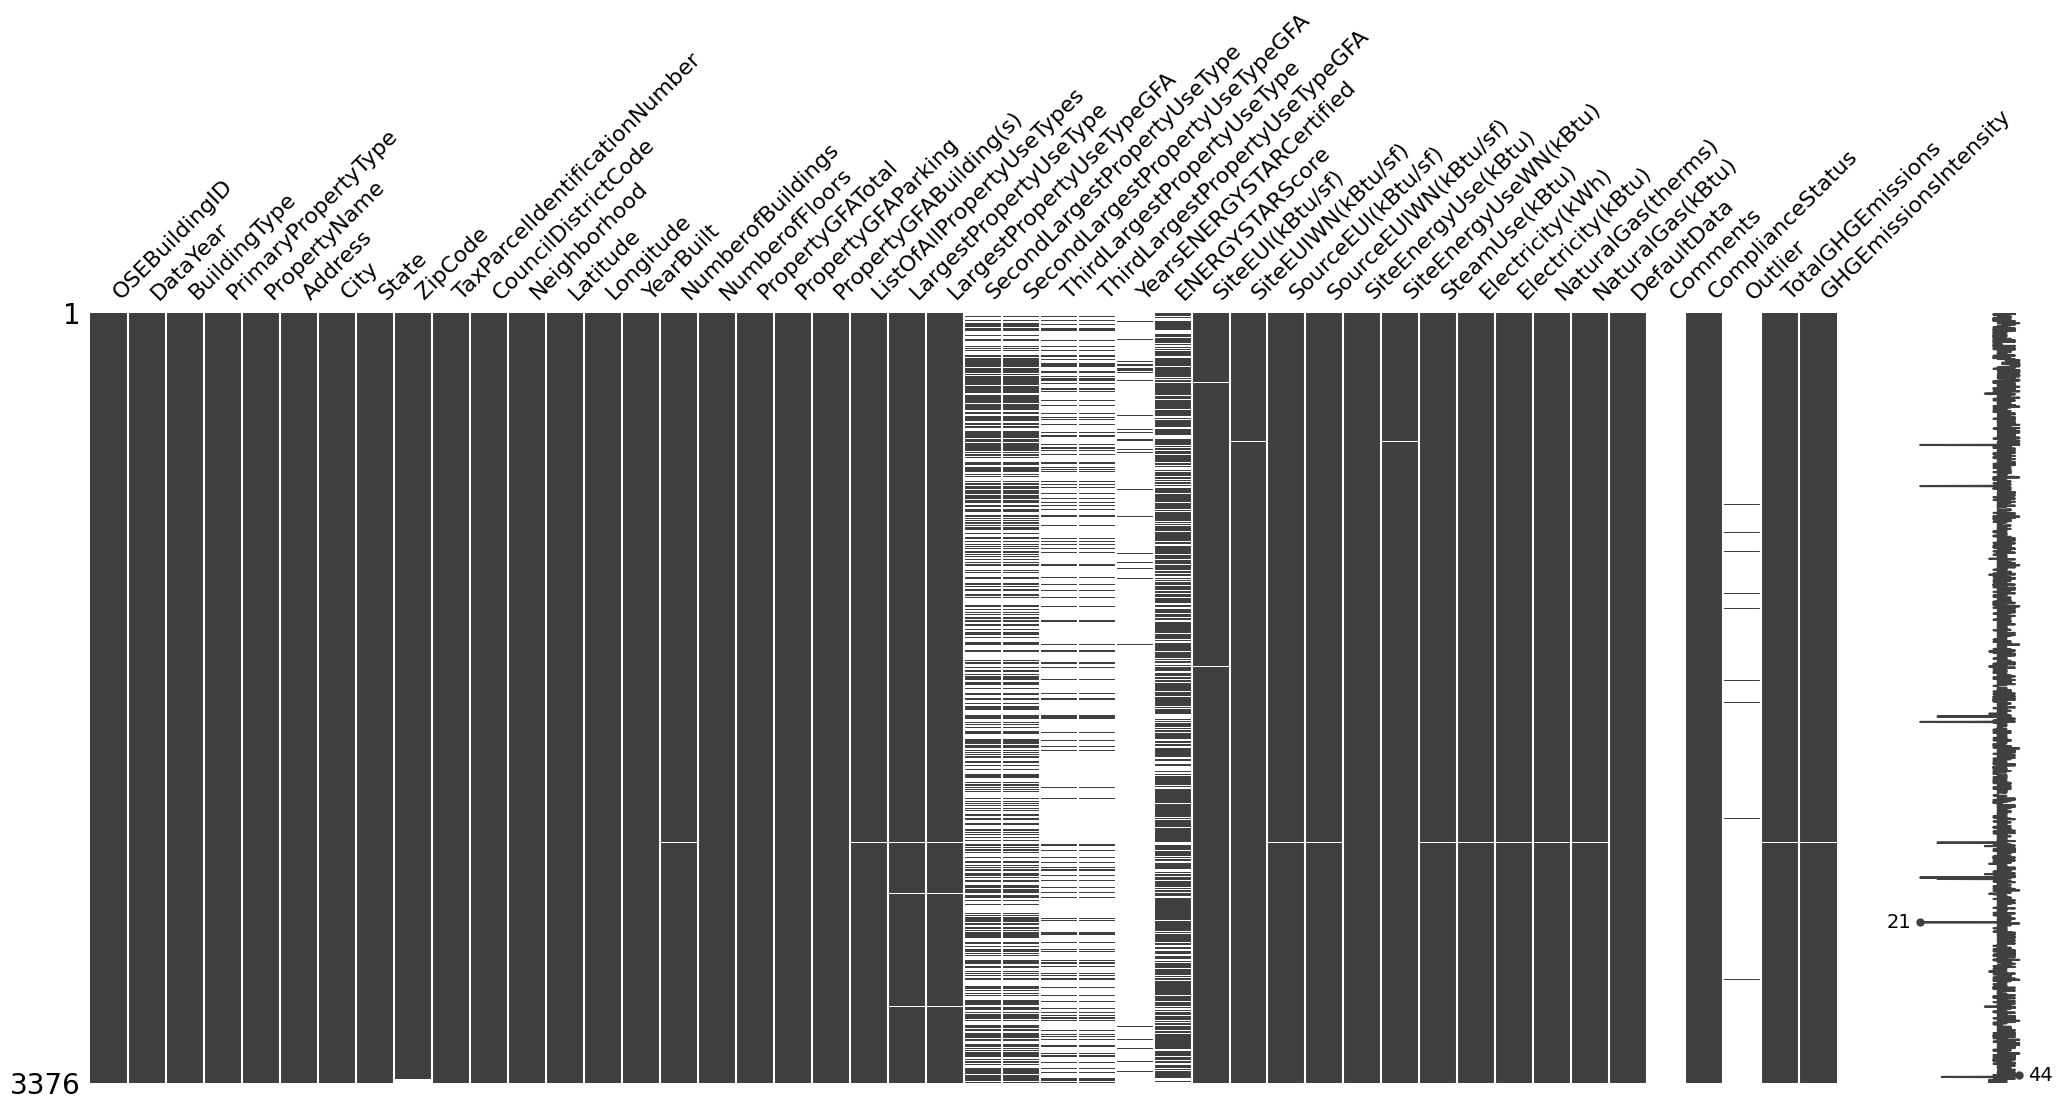 OSEBuildingID
DataYear
BuildingType
PrimaryPropertyType
PropertyName
Address
City
State
ZipCode
TaxParcelIdentificationNumber
CouncilDistrictCode
Neighborhood
Latitude
Longitude
YearBuilt
NumberofBuildings
NumberofFloors
PropertyGFATotal
PropertyGFAParking
PropertyGFABuilding(s)
ListOfAllPropertyUseTypes
LargestPropertyUseType
LargestPropertyUseTypeGFA
SecondLargestPropertyUseType
SecondLargestPropertyUseTypeGFA
ThirdLargestPropertyUseType
ThirdLargestPropertyUseTypeGFA
YearsENERGYSTARCertified
ENERGYSTARScore
SiteEUI(kBtu/sf)
SiteEUIWN(kBtu/sf)
SourceEUI(kBtu/sf)
SourceEUIWN(kBtu/sf)
SiteEnergyUse(kBtu)
SiteEnergyUseWN(kBtu)
SteamUse(kBtu)
Electricity(kWh)
Electricity(kBtu)
NaturalGas(therms)
NaturalGas(kBtu)
DefaultData
Comments
ComplianceStatus
Outlier
TotalGHGEmissions
GHGEmissionsIntensity
1
21
44
3376